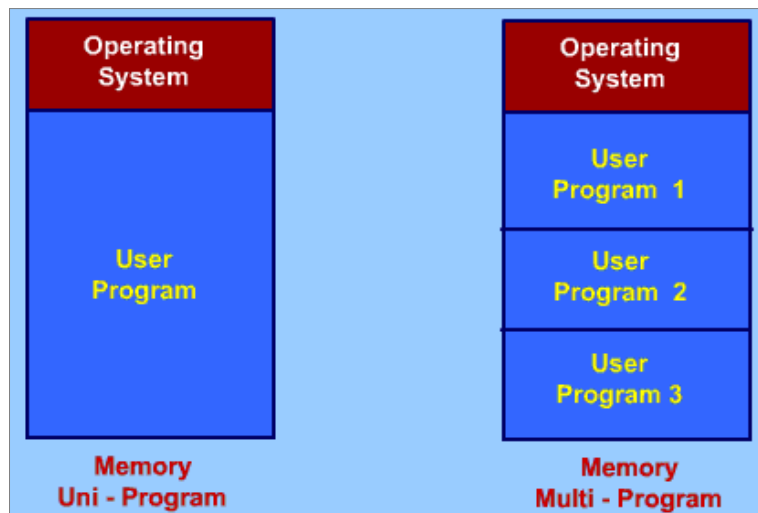 Operating
System
User
Program
Memory
Uni - Program
Operating
System
User
Program 1
User
Program 2
User
Program 3
Memory
Multi - Program